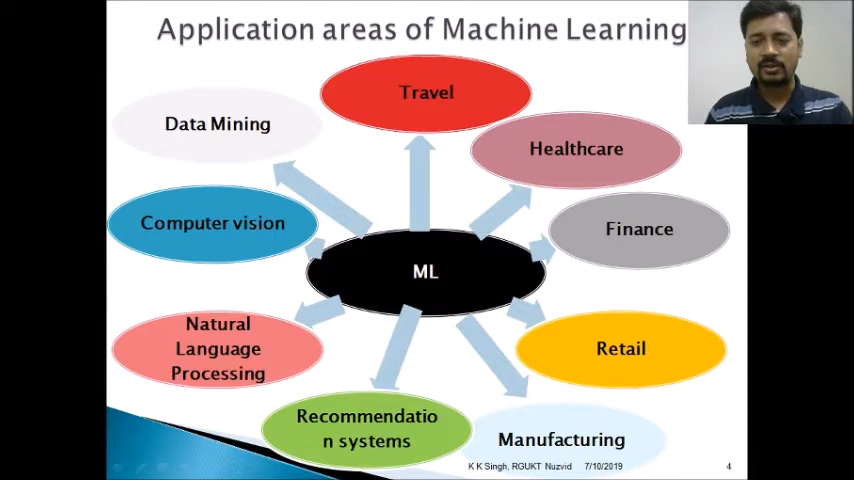 Application areas of Machine Learning
Travel
Data Mining
Healthcare
Computer vision
Finance
ML
Natural
Language
Processing
Retail
Recommendatio
n systems
Manufacturing
K K Singh, RGUKT Nuzvid 7/10/2019 4